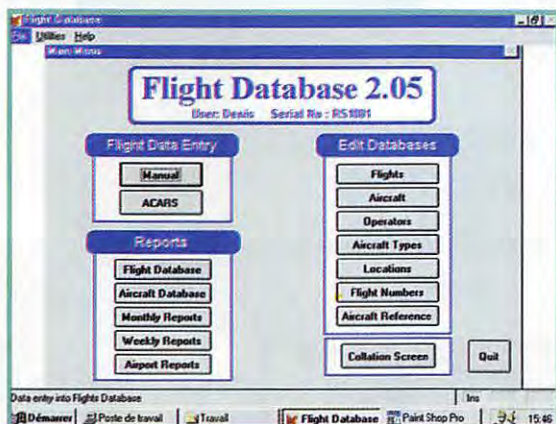 Flight Database
File Utilities Help
Main Menu
Flight Database 2.05
User: Denis Serial No : RS1001
Flight Data Entry
Manual
ACARS
Reports
Flight Database
Aircraft Database
Monthly Reports
Weekly Reports
Airport Reports
Edit Databases
Flights
Aircraft
Operators
Aircraft Types
Locations
Flight Numbers
Aircraft Reference
Collation Screen
Quit
Data entry into Flights Database Ins
Démarrer Poste de travail Travail Flight Database Paint Shop Pro 15:46